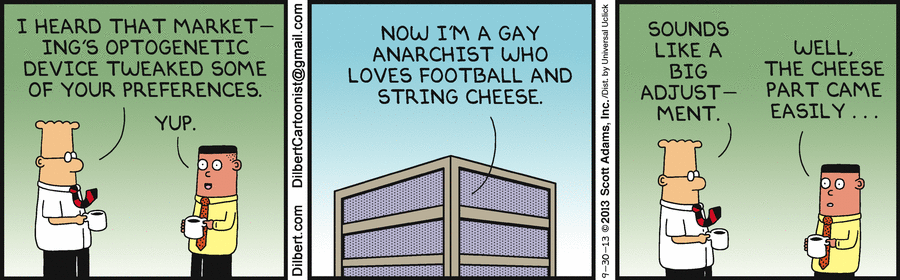 I HEARD THAT MARKET-
ING'S OPTOGENETIC
DEVICE TWEAKED SOME
OF YOUR PREFERENCES.
YUP.
Dilbert.com DilbertCartoonist@gmail.com
NOW I'M A GAY
ANARCHIST WHO
LOVES FOOTBALL AND
STRING CHEESE.
9-30-13 © 2013 Scott Adams, Inc. /Dist. by Universal Uclick
SOUNDS
LIKE A
BIG
ADJUST-
MENT.
WELL,
THE CHEESE
PART CAME
EASILY...